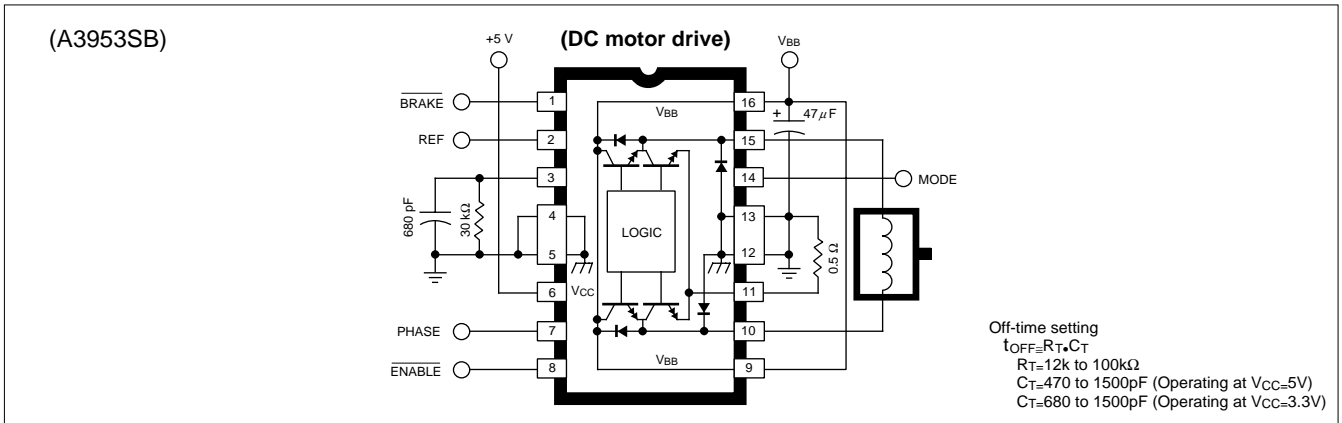 (A3953SB)
(DC motor drive)
+5 V
VBB
BRAKE
1
VBB
16
+
47μF
REF
2
15
3
14
MODE
680 pF
30 kΩ
4
LOGIC
13
5
12
0.5 Ω
VCC
6
11
PHASE
7
10
ENABLE
8
VBB
9
Off-time setting
tOFF≅RT•CT
RT=12k to 100kΩ
CT=470 to 1500pF (Operating at VCC=5V)
CT=680 to 1500pF (Operating at VCC=3.3V)